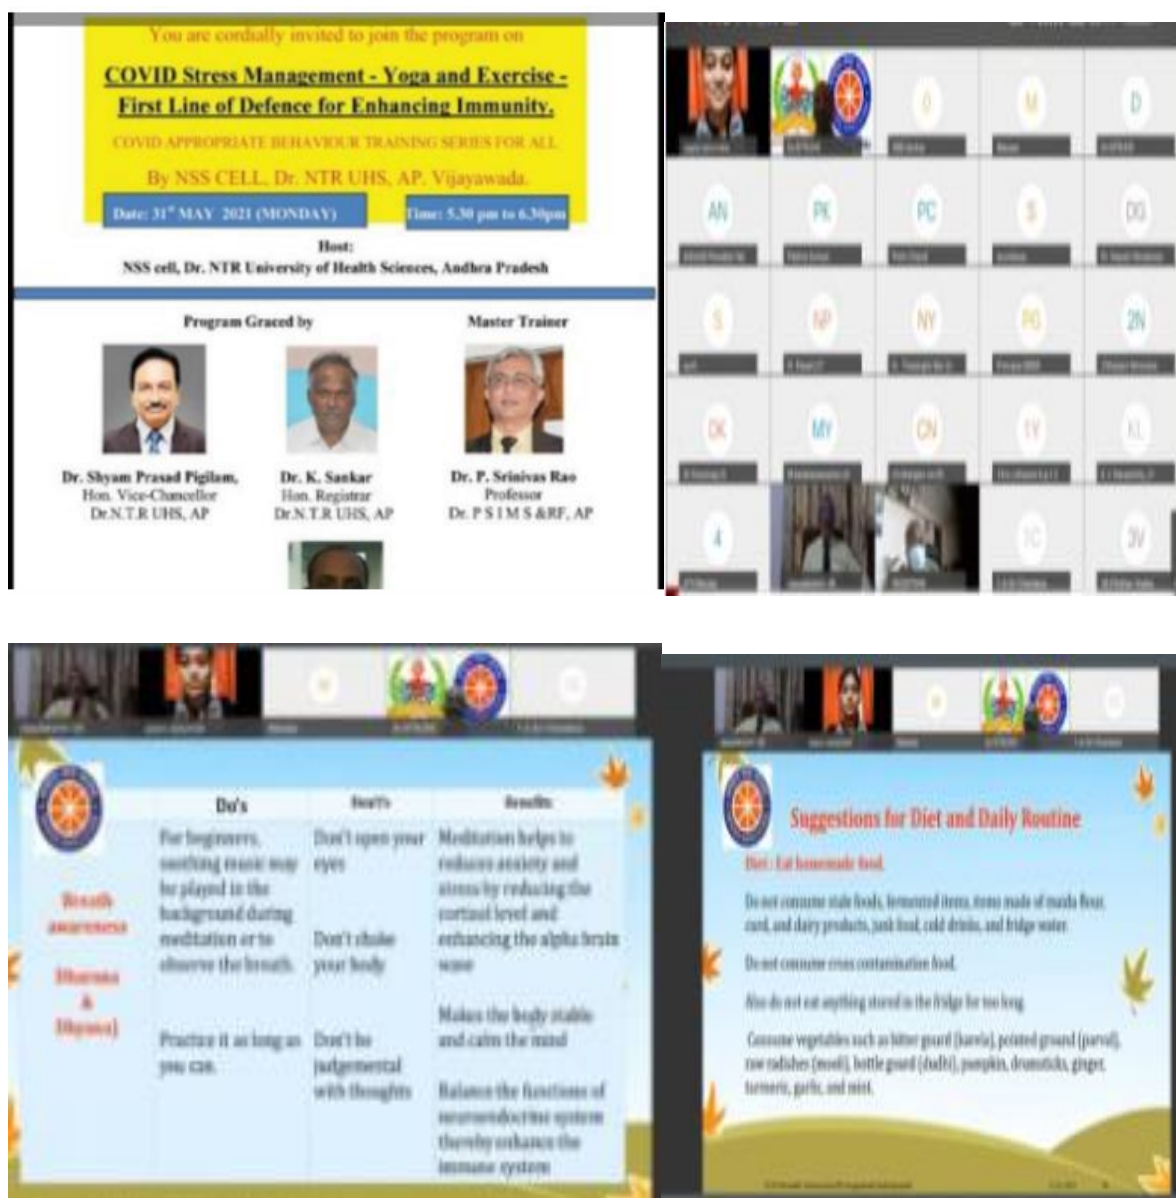 You are cordially invited to join the program on
COVID Stress Management - Yoga and Exercise -
First Line of Defence for Enhancing Immunity.
COVID APPROPRIATE BEHAVIOUR TRAINING SERIES FOR ALL
By NSS CELL, Dr. NTR UHS, AP. Vijayawada.
Date: 31st MAY 2021 (MONDAY) Time: 5.30 pm to 6.30pm
Host:
NSS cell, Dr. NTR University of Health Sciences, Andhra Pradesh
Program Graced by Master Trainer
Dr. Shyam Prasad Pigilam, Dr. K. Sankar Dr. P. Srinivas Rao
Hon. Vice-Chancellor Hon. Registrar Professor
Dr.N.T.R UHS, AP Dr.N.T.R UHS, AP Dr. P S I M S &RF, AP
0 M D
AN PK PC S DG
S NP NY PG 2N
DK MY CN 1Y KL
4 1C 3V
Do's Don't's Benefits
Breath
awareness
Dharana
&
Dhyana)
For beginners,
soothing music may
be played in the
background during
meditation or to
observe the breath.
Practice it as long as
you can.
Don't open your
eyes
Don't shake
your body
Don't be
judgemental
with thoughts
Meditation helps to
reduces anxiety and
stress by reducing the
cortisol level and
enhancing the alpha brain
wave
Makes the body stable
and calm the mind
Balance the functions of
neuroendocrine system
thereby enhance the
immune system
Suggestions for Diet and Daily Routine
Diet : Eat homemade food.
Do not consume stale foods, fermented items, items made of maida flour,
curd, and dairy products, junk food, cold drinks, and fridge water.
Do not consume cross contamination food.
Also do not eat anything stored in the fridge for too long.
Consume vegetables such as bitter gourd (karela), pointed ground (parval),
raw radishes (mooli), bottle gourd (dudhi), pumpkin, drumsticks, ginger,
turmeric, garlic, and mint.